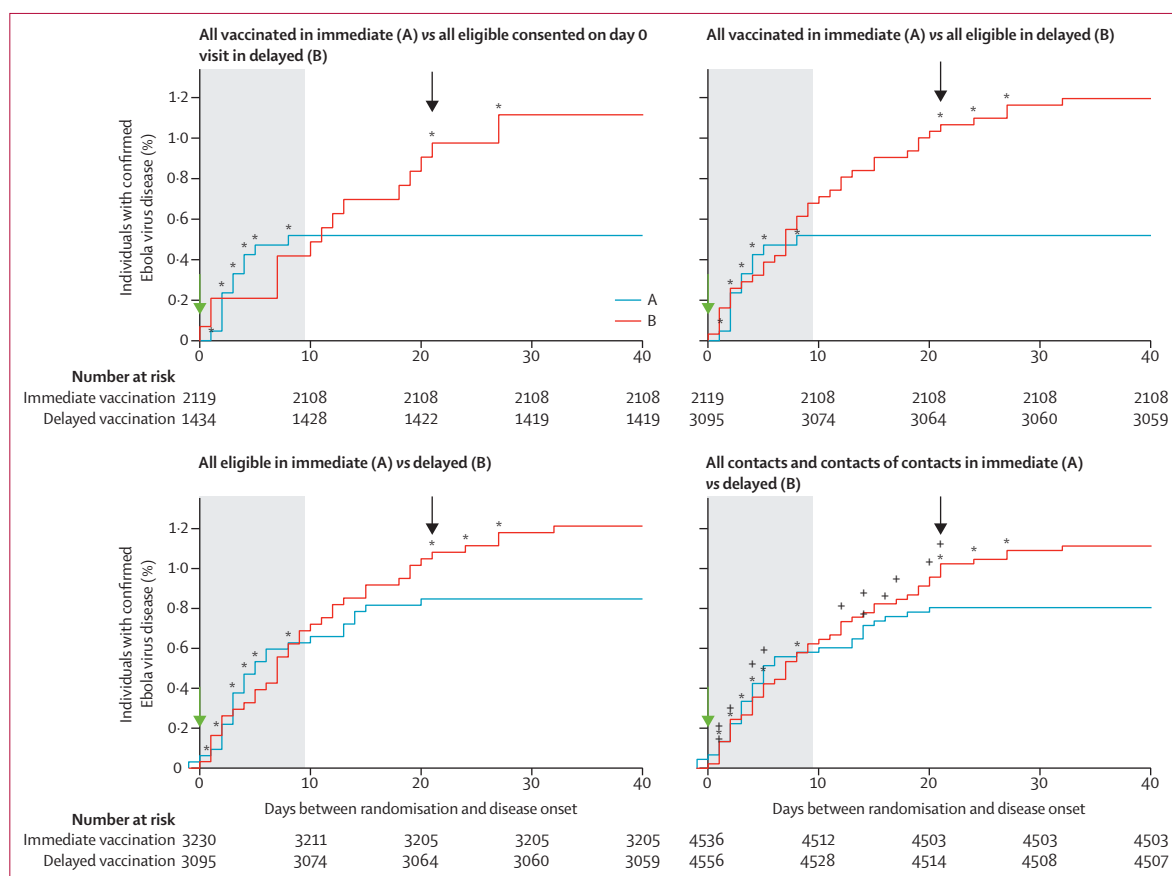 All vaccinated in immediate (A) vs all eligible consented on day 0
visit in delayed (B)
Individuals with confirmed
Ebola virus disease (%)
1·2
1·0
0·8
0·6
0·4
0·2
0
0 10 20 30 40
A
B
Number at risk
Immediate vaccination 2119 2108 2108 2108 2108
Delayed vaccination 1434 1428 1422 1419 1419
All vaccinated in immediate (A) vs all eligible in delayed (B)
0 10 20 30 40
2119 2108 2108 2108 2108
3095 3074 3064 3060 3059
All eligible in immediate (A) vs delayed (B)
Individuals with confirmed
Ebola virus disease (%)
1·2
1·0
0·8
0·6
0·4
0·2
0
0 10 20 30 40
Days between randomisation and disease onset
Number at risk
Immediate vaccination 3230 3211 3205 3205 3205
Delayed vaccination 3095 3074 3064 3060 3059
All contacts and contacts of contacts in immediate (A)
vs delayed (B)
0 10 20 30 40
Days between randomisation and disease onset
4536 4512 4503 4503 4503
4556 4528 4514 4508 4507